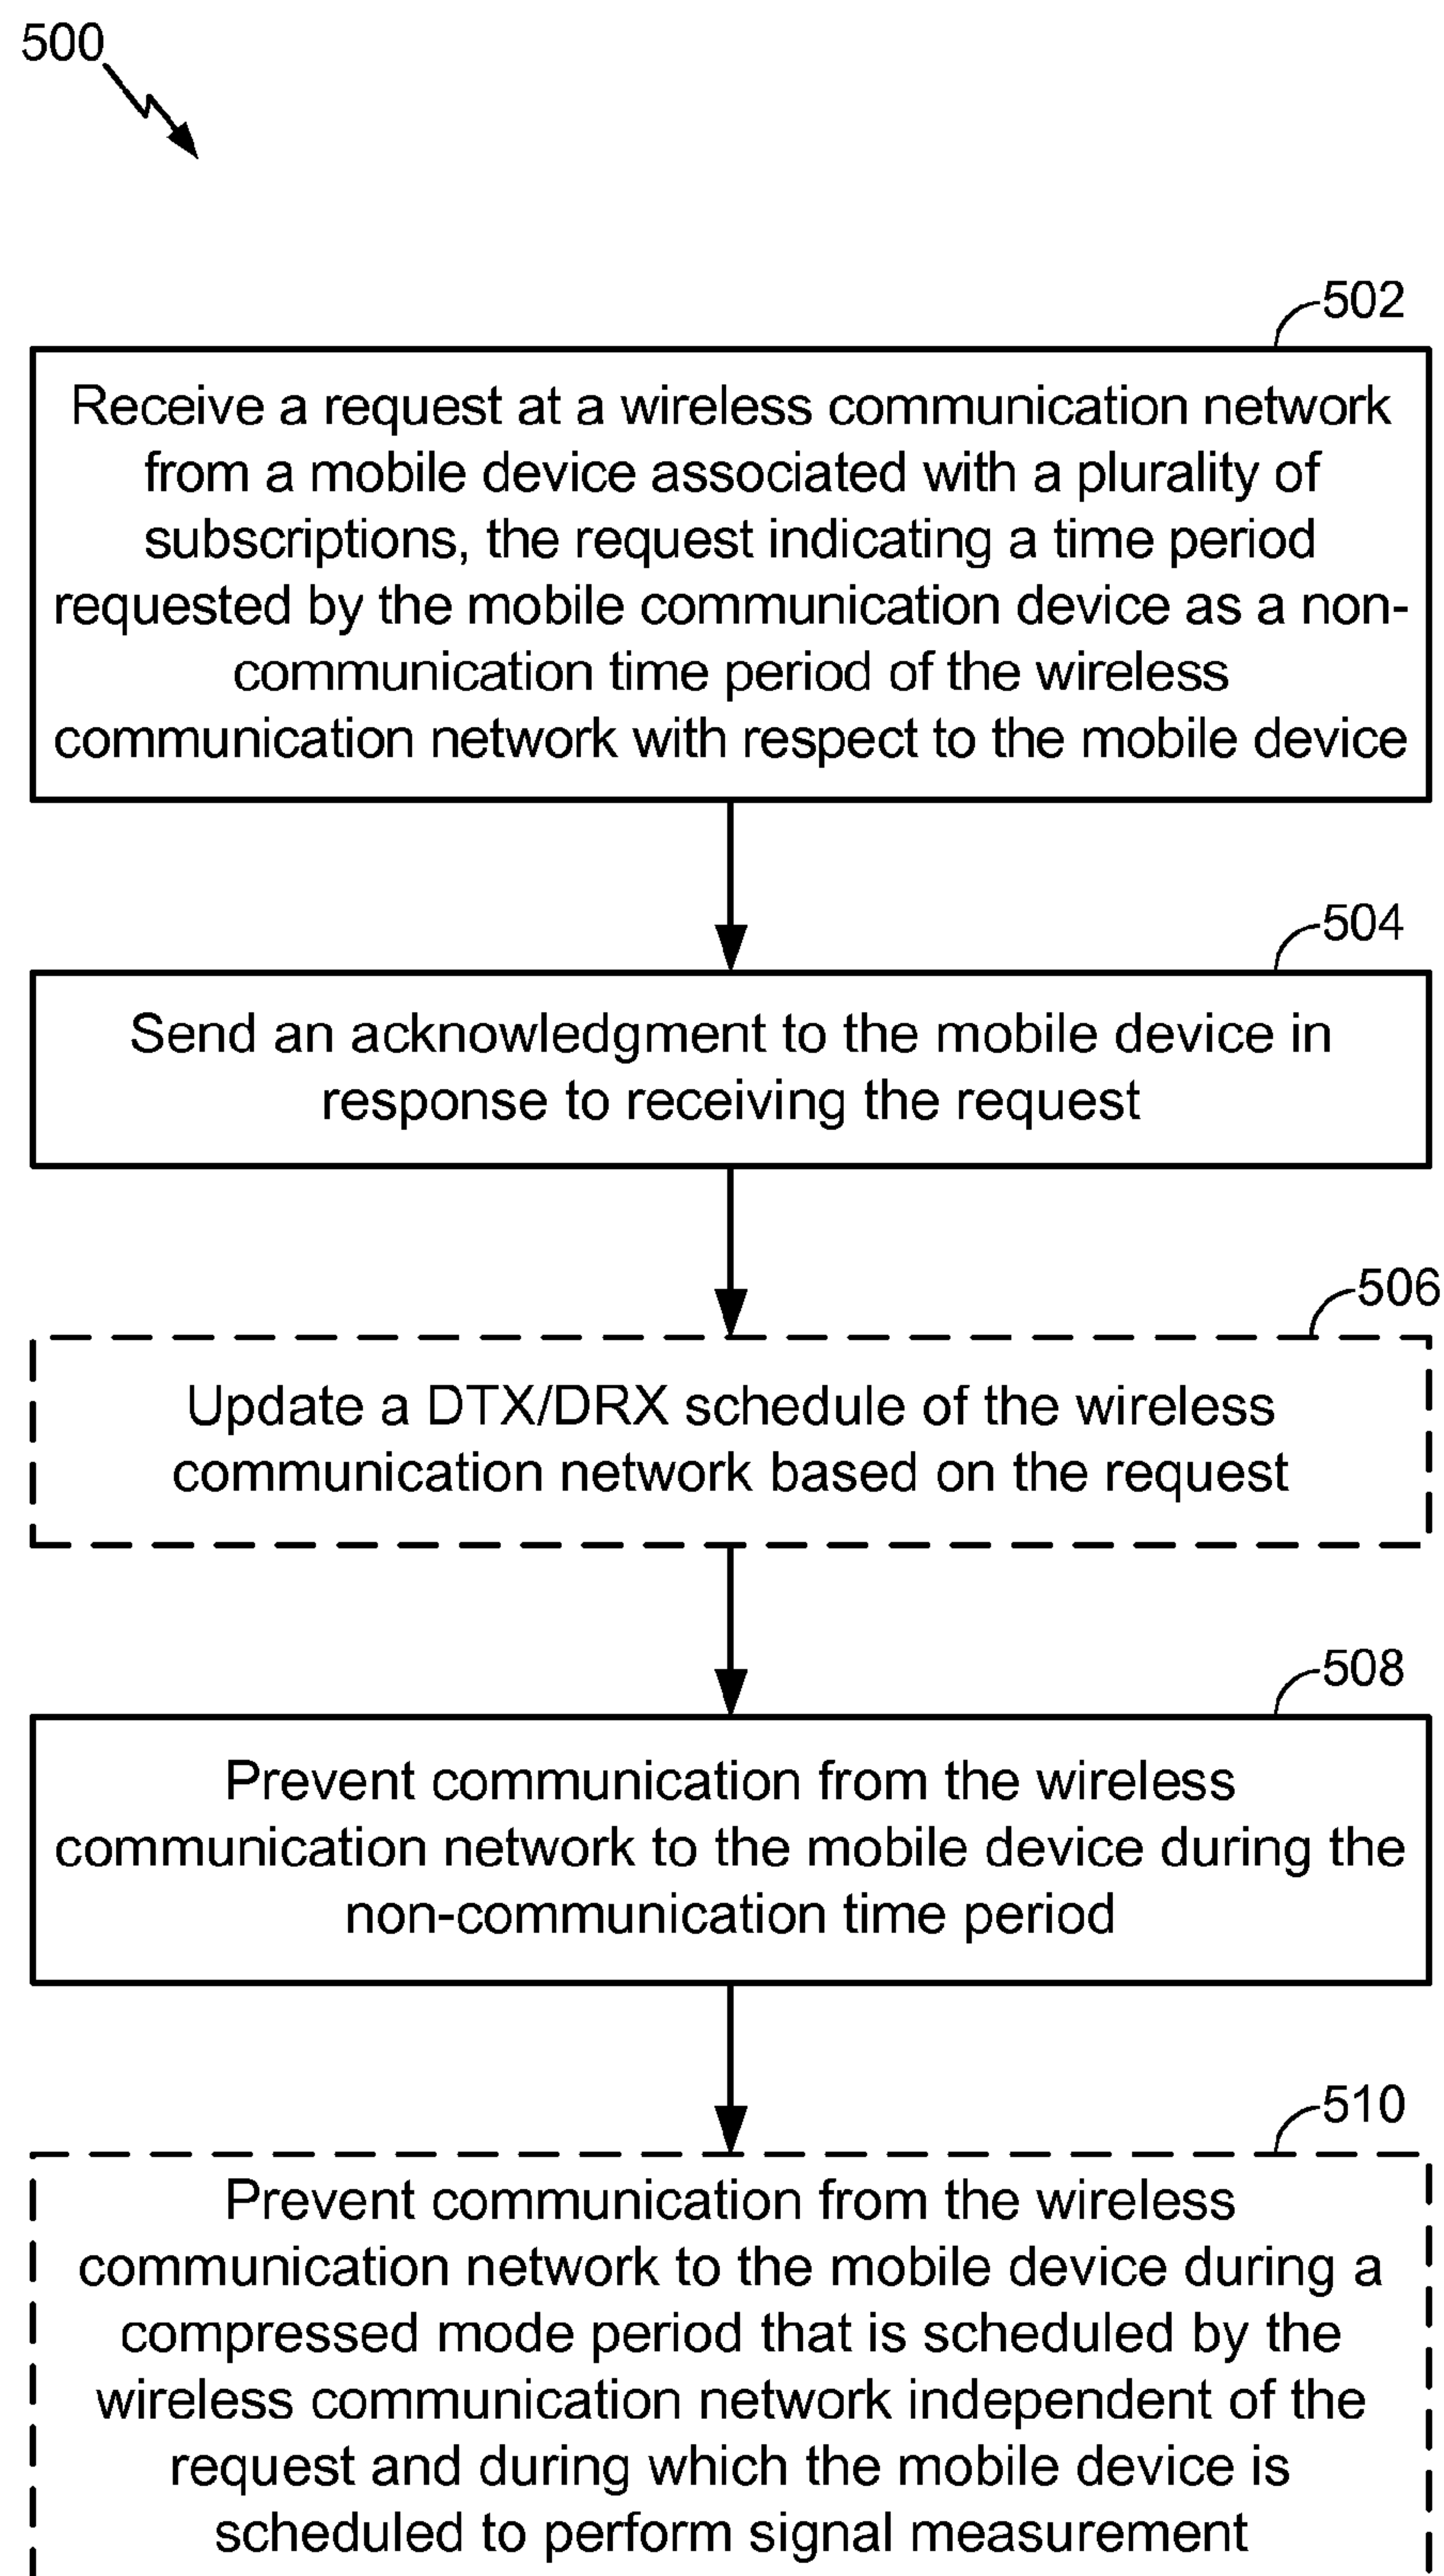 500
502
Receive a request at a wireless communication network
from a mobile device associated with a plurality of
subscriptions, the request indicating a time period
requested by the mobile communication device as a non-
communication time period of the wireless
communication network with respect to the mobile device
504
Send an acknowledgment to the mobile device in
response to receiving the request
506
Update a DTX/DRX schedule of the wireless
communication network based on the request
508
Prevent communication from the wireless
communication network to the mobile device during the
non-communication time period
510
Prevent communication from the wireless
communication network to the mobile device during a
compressed mode period that is scheduled by the
wireless communication network independent of the
request and during which the mobile device is
scheduled to perform signal measurement